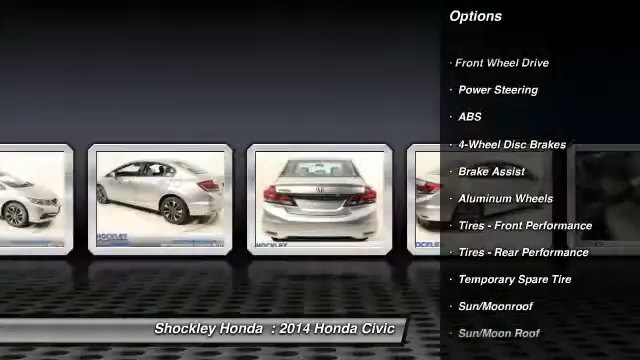 Options
· Front Wheel Drive
· Power Steering
· ABS
· 4-Wheel Disc Brakes
· Brake Assist
· Aluminum Wheels
· Tires - Front Performance
· Tires - Rear Performance
· Temporary Spare Tire
· Sun/Moonroof
· Sun/Moon Roof
SHOCKLEY
Shockley Honda : 2014 Honda Civic